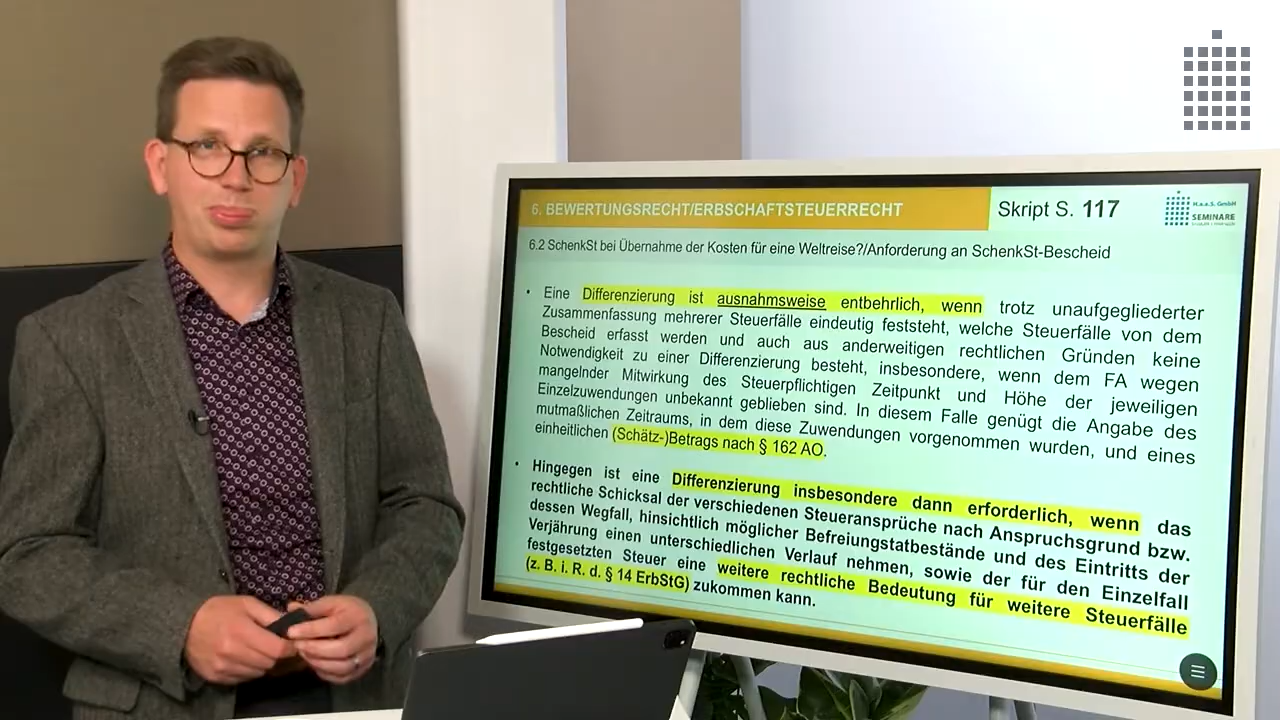 6. BEWERTUNGSRECHT/ERBSCHAFTSTEUERRECHT
Skript S. 117
H.a.a.S. GmbH
SEMINARE
6.2 SchenkSt bei Übernahme der Kosten für eine Weltreise?/Anforderung an SchenkSt-Bescheid
• Eine Differenzierung ist ausnahmsweise entbehrlich, wenn trotz unaufgegliederter
Zusammenfassung mehrerer Steuerfälle eindeutig feststeht, welche Steuerfälle von dem
Bescheid erfasst werden und auch aus anderweitigen rechtlichen Gründen keine
Notwendigkeit zu einer Differenzierung besteht, insbesondere, wenn dem FA wegen
mangelnder Mitwirkung des Steuerpflichtigen Zeitpunkt und Höhe der jeweiligen
Einzelzuwendungen unbekannt geblieben sind. In diesem Falle genügt die Angabe des
mutmaßlichen Zeitraums, in dem diese Zuwendungen vorgenommen wurden, und eines
einheitlichen (Schätz-)Betrags nach § 162 AO.
• Hingegen ist eine Differenzierung insbesondere dann erforderlich, wenn das
rechtliche Schicksal der verschiedenen Steueransprüche nach Anspruchsgrund bzw.
dessen Wegfall, hinsichtlich möglicher Befreiungstatbestände und des Eintritts der
Verjährung einen unterschiedlichen Verlauf nehmen, sowie der für den Einzelfall
festgesetzten Steuer eine weitere rechtliche Bedeutung für weitere Steuerfälle
(z. B. i. R. d. § 14 ErbStG) zukommen kann.